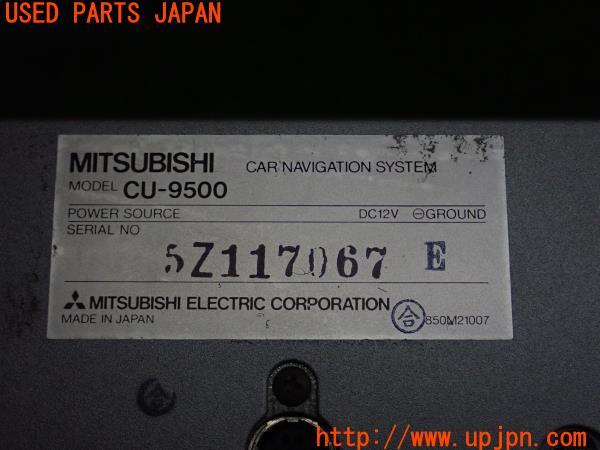 USED PARTS JAPAN
MITSUBISHI CAR NAVIGATION SYSTEM
MODEL CU-9500
POWER SOURCE DC12V ⊖GROUND
SERIAL NO
5Z117067 E
MITSUBISHI ELECTRIC CORPORATION
MADE IN JAPAN 合 850M21007
合
http://www.upjpn.com